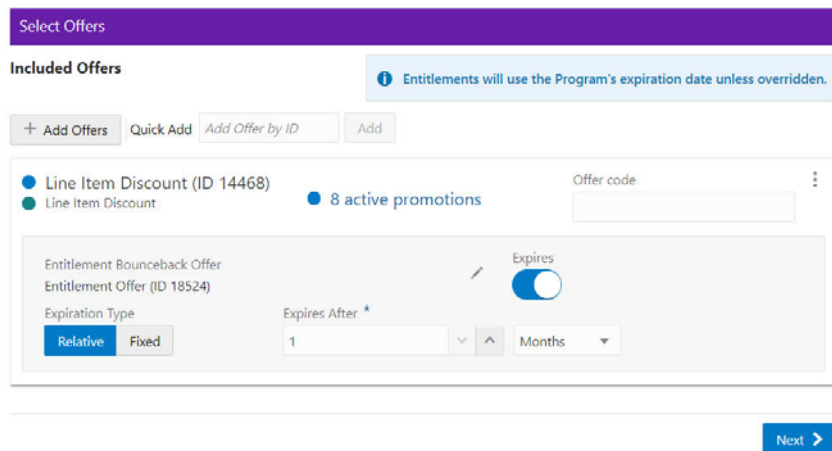 Select Offers
Included Offers
Entitlements will use the Program's expiration date unless overridden.
+ Add Offers Quick Add Add Offer by ID Add
Line Item Discount (ID 14468)
Line Item Discount
8 active promotions
Offer code
Entitlement Bounceback Offer
Entitlement Offer (ID 18524)
Expires
Expiration Type
Expires After *
Relative Fixed
1
Months
Next